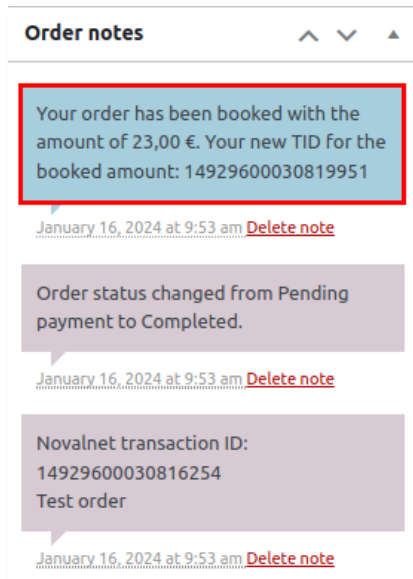 Order notes
Your order has been booked with the
amount of 23,00 €. Your new TID for the
booked amount: 14929600030819951
January 16, 2024 at 9:53 am Delete note
Order status changed from Pending
payment to Completed.
January 16, 2024 at 9:53 am Delete note
Novalnet transaction ID:
14929600030816254
Test order
January 16, 2024 at 9:53 am Delete note